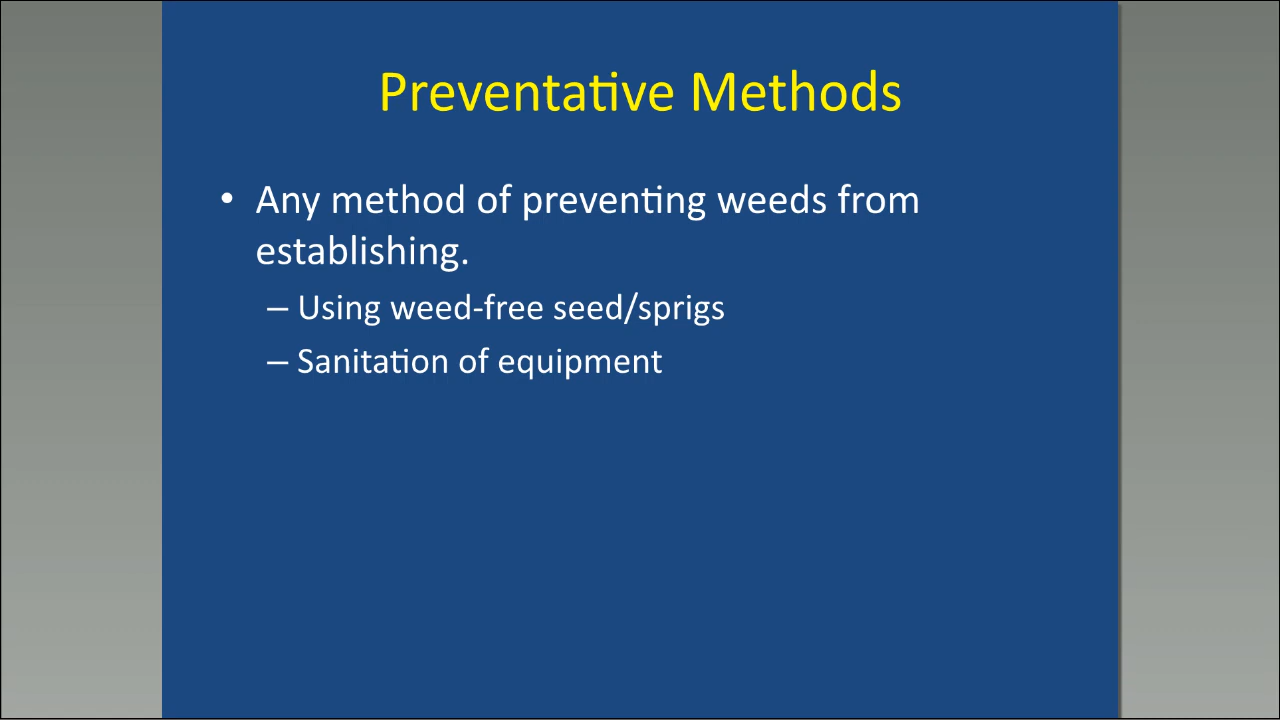 Preventative Methods
• Any method of preventing weeds from
establishing.
– Using weed-free seed/sprigs
– Sanitation of equipment